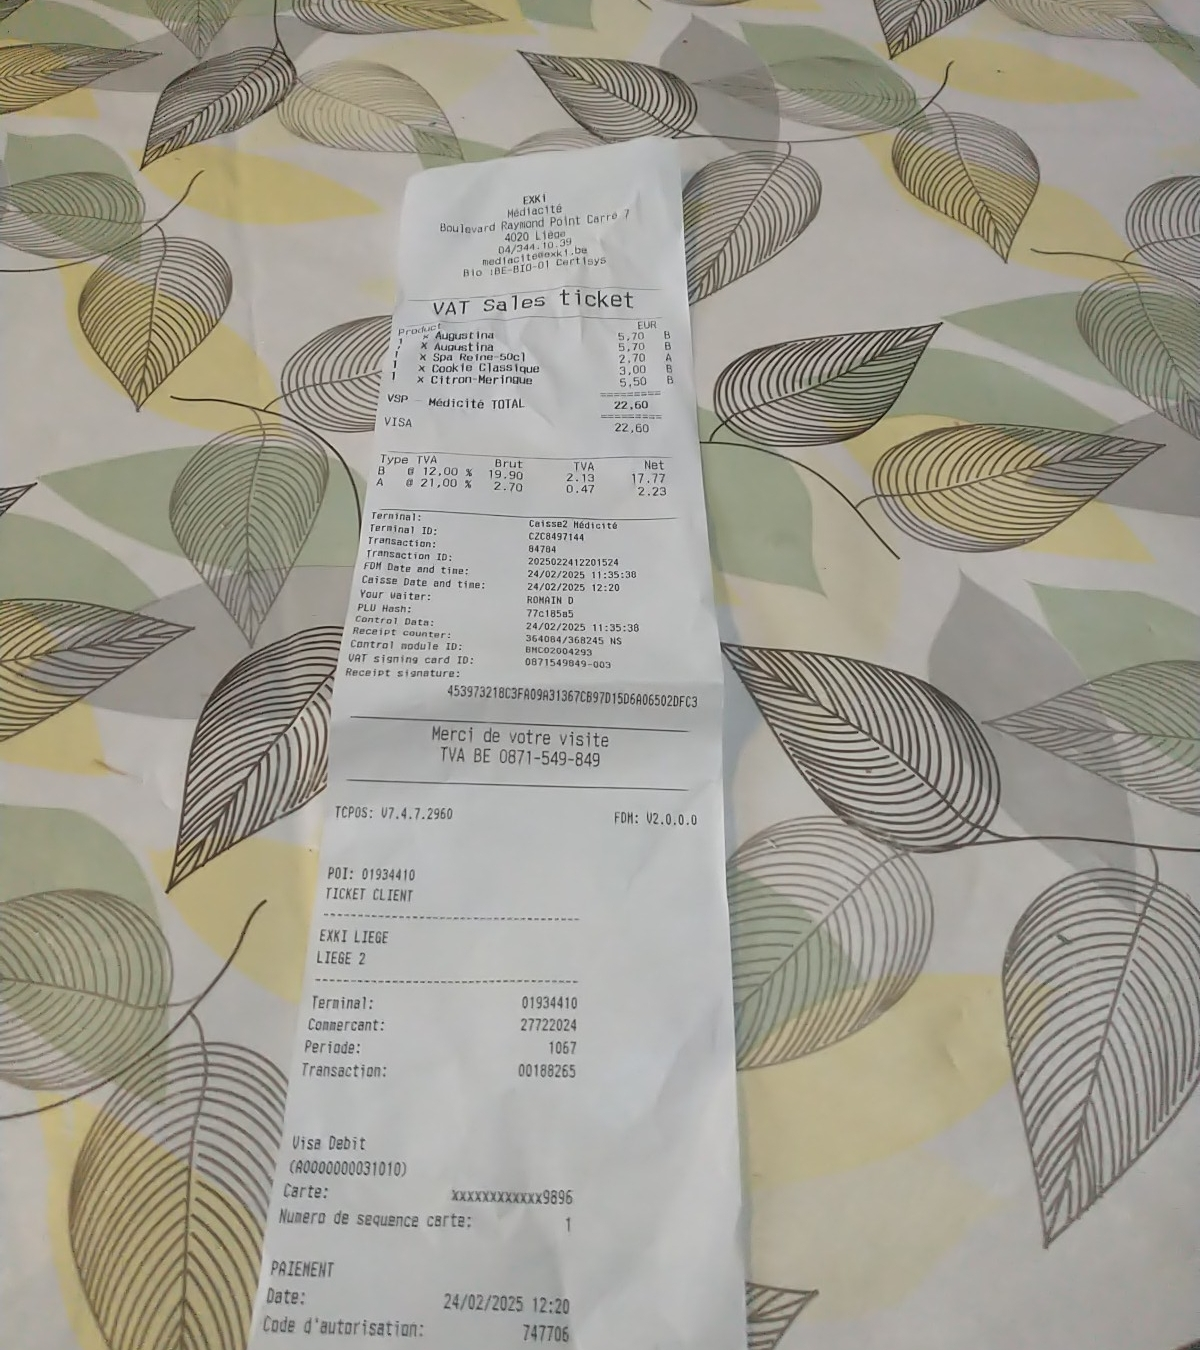 EXKi
Médiacité
Boulevard Raymond Point Carré 7
4020 Liège
04/344.10.39
mediacite@exki.be
Bio :BE-BIO-01 Certisys
VAT Sales ticket
Product EUR
1 x Augustina 5,70 B
1 x Augustina 5,70 B
1 x Spa Reine-50cl 2,70 A
1 x Cookie Classique 3,00 B
1 x Citron-Meringue 5,50 B
=========
VSP - Médicité TOTAL 22,60
=========
VISA 22,60
Type TVA Brut TVA Net
B @ 12,00 % 19.90 2.13 17.77
A @ 21,00 % 2.70 0.47 2.23
Terminal: Caisse2 Médicité
Terminal ID: CZC8497144
Transaction: 84784
Transaction ID: 2025022412201524
FDM Date and time: 24/02/2025 11:35:38
Caisse Date and time: 24/02/2025 12:20
Your waiter: ROMAIN D
PLU Hash: 77c185a5
Control Data: 24/02/2025 11:35:38
Receipt counter: 364084/368245 NS
Control module ID: BMC02004293
VAT signing card ID: 0871549849-003
Receipt signature:
453973218C3FA09A31367CB97D15D6A06502DFC3
Merci de votre visite
TVA BE 0871-549-849
TCPOS: V7.4.7.2960 FDM: V2.0.0.0
POI: 01934410
TICKET CLIENT
EXKI LIEGE
LIEGE 2
Terminal: 01934410
Commercant: 27722024
Periode: 1067
Transaction: 00188265
Visa Debit
(A0000000031010)
Carte: xxxxxxxxxxxx9896
Numero de sequence carte: 1
PAIEMENT
Date: 24/02/2025 12:20
Code d'autorisation: 747706